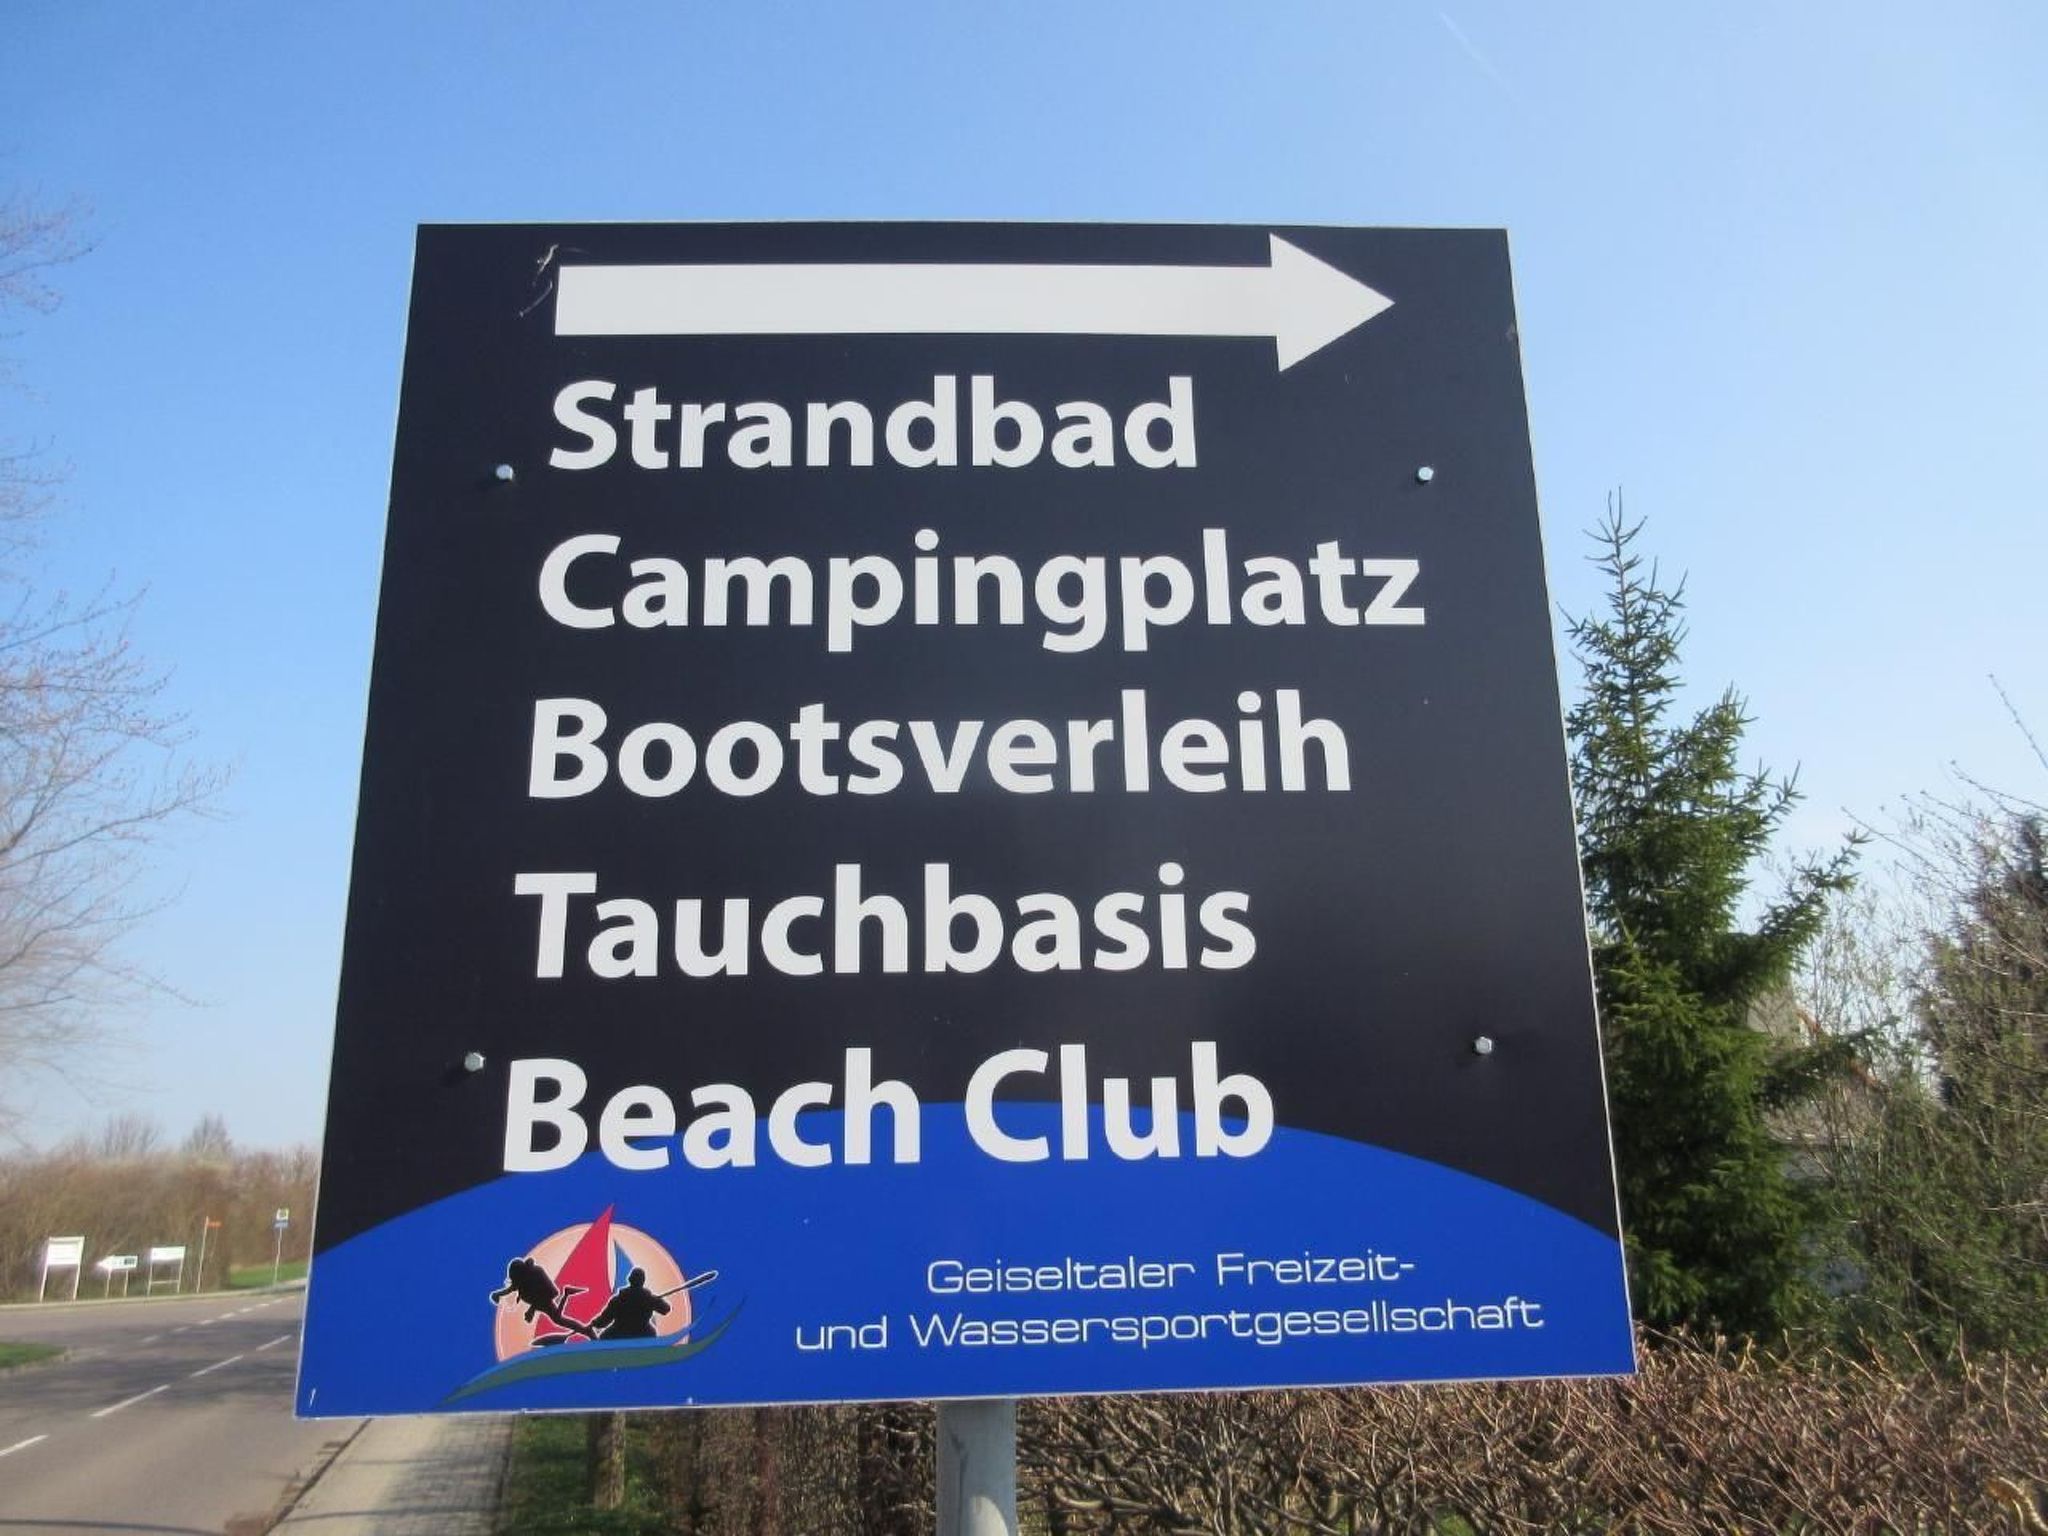 Strandbad
Campingplatz
Bootsverleih
Tauchbasis
Beach Club
Geiseltaler Freizeit-
und Wassersportgesellschaft